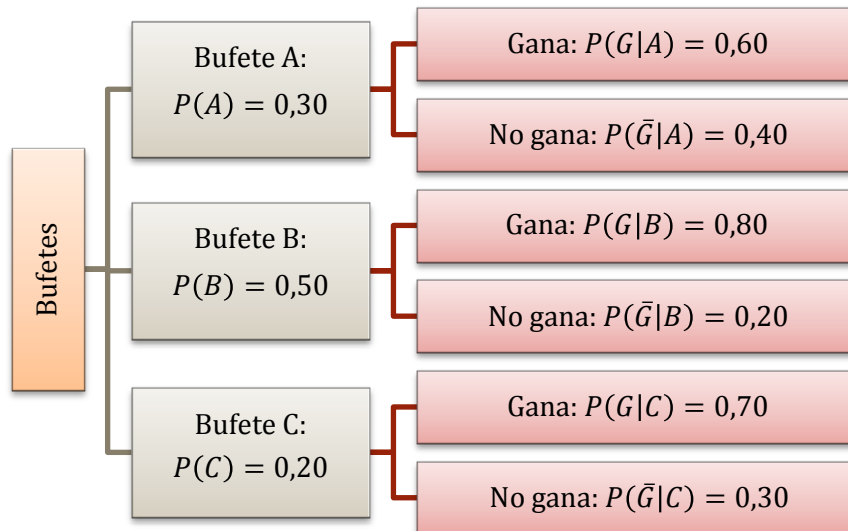 Bufetes
Bufete A:
P(A) = 0,30
Gana: P(G|A) = 0,60
No gana: P(Ḡ|A) = 0,40
Bufete B:
P(B) = 0,50
Gana: P(G|B) = 0,80
No gana: P(Ḡ|B) = 0,20
Bufete C:
P(C) = 0,20
Gana: P(G|C) = 0,70
No gana: P(Ḡ|C) = 0,30